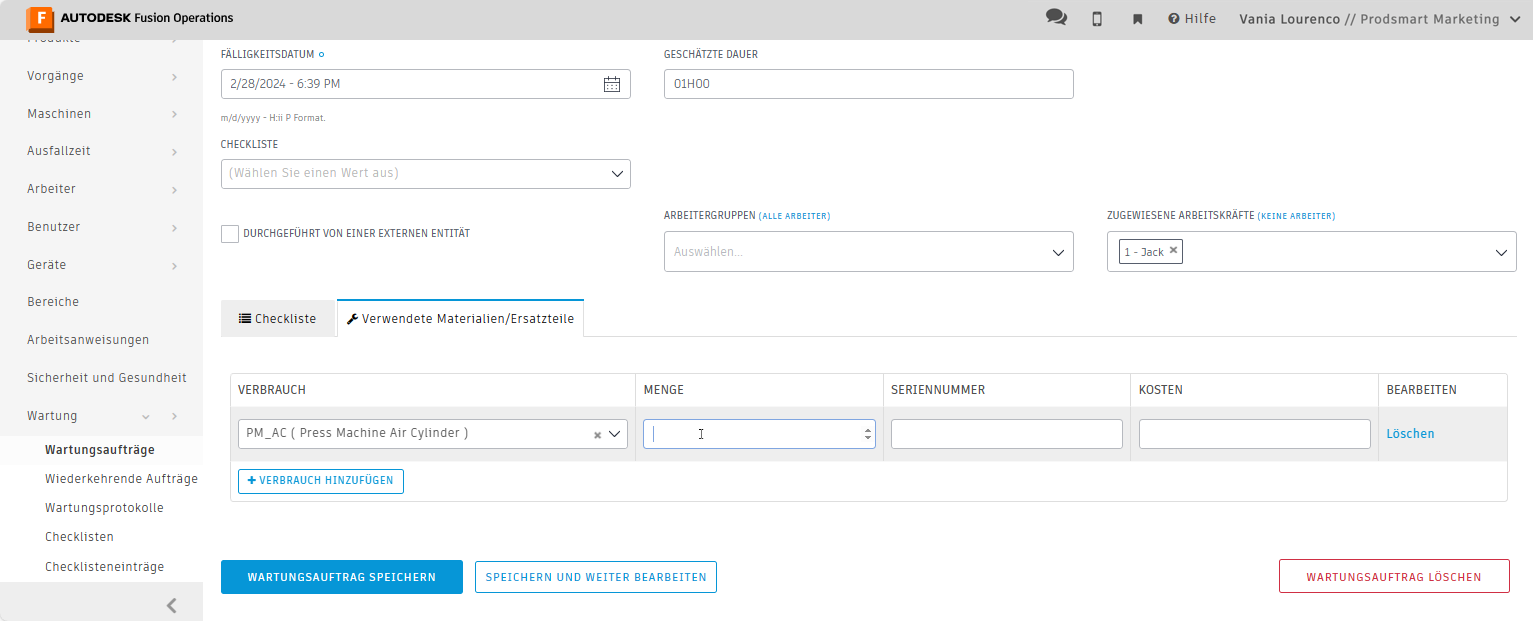 AUTODESK Fusion Operations
Hilfe
Vania Lourenco // Prodsmart Marketing
Produkte
Vorgänge
Maschinen
Ausfallzeit
Arbeiter
Benutzer
Geräte
Bereiche
Arbeitsanweisungen
Sicherheit und Gesundheit
Wartung
Wartungsaufträge
Wiederkehrende Aufträge
Wartungsprotokolle
Checklisten
Checklisteneinträge
FÄLLIGKEITSDATUM
GESCHÄTZTE DAUER
2/28/2024 - 6:39 PM
01H00
m/d/yyyy - H:ii P Format.
CHECKLISTE
(Wählen Sie einen Wert aus)
DURCHGEFÜHRT VON EINER EXTERNEN ENTITÄT
ARBEITERGRUPPEN (ALLE ARBEITER)
Auswählen...
ZUGEWIESENE ARBEITSKRÄFTE (KEINE ARBEITER)
1 - Jack
Checkliste
Verwendete Materialien/Ersatzteile
VERBRAUCH MENGE SERIENNUMMER KOSTEN BEARBEITEN
PM_AC ( Press Machine Air Cylinder ) Löschen
+ VERBRAUCH HINZUFÜGEN
WARTUNGSAUFTRAG SPEICHERN
SPEICHERN UND WEITER BEARBEITEN
WARTUNGSAUFTRAG LÖSCHEN